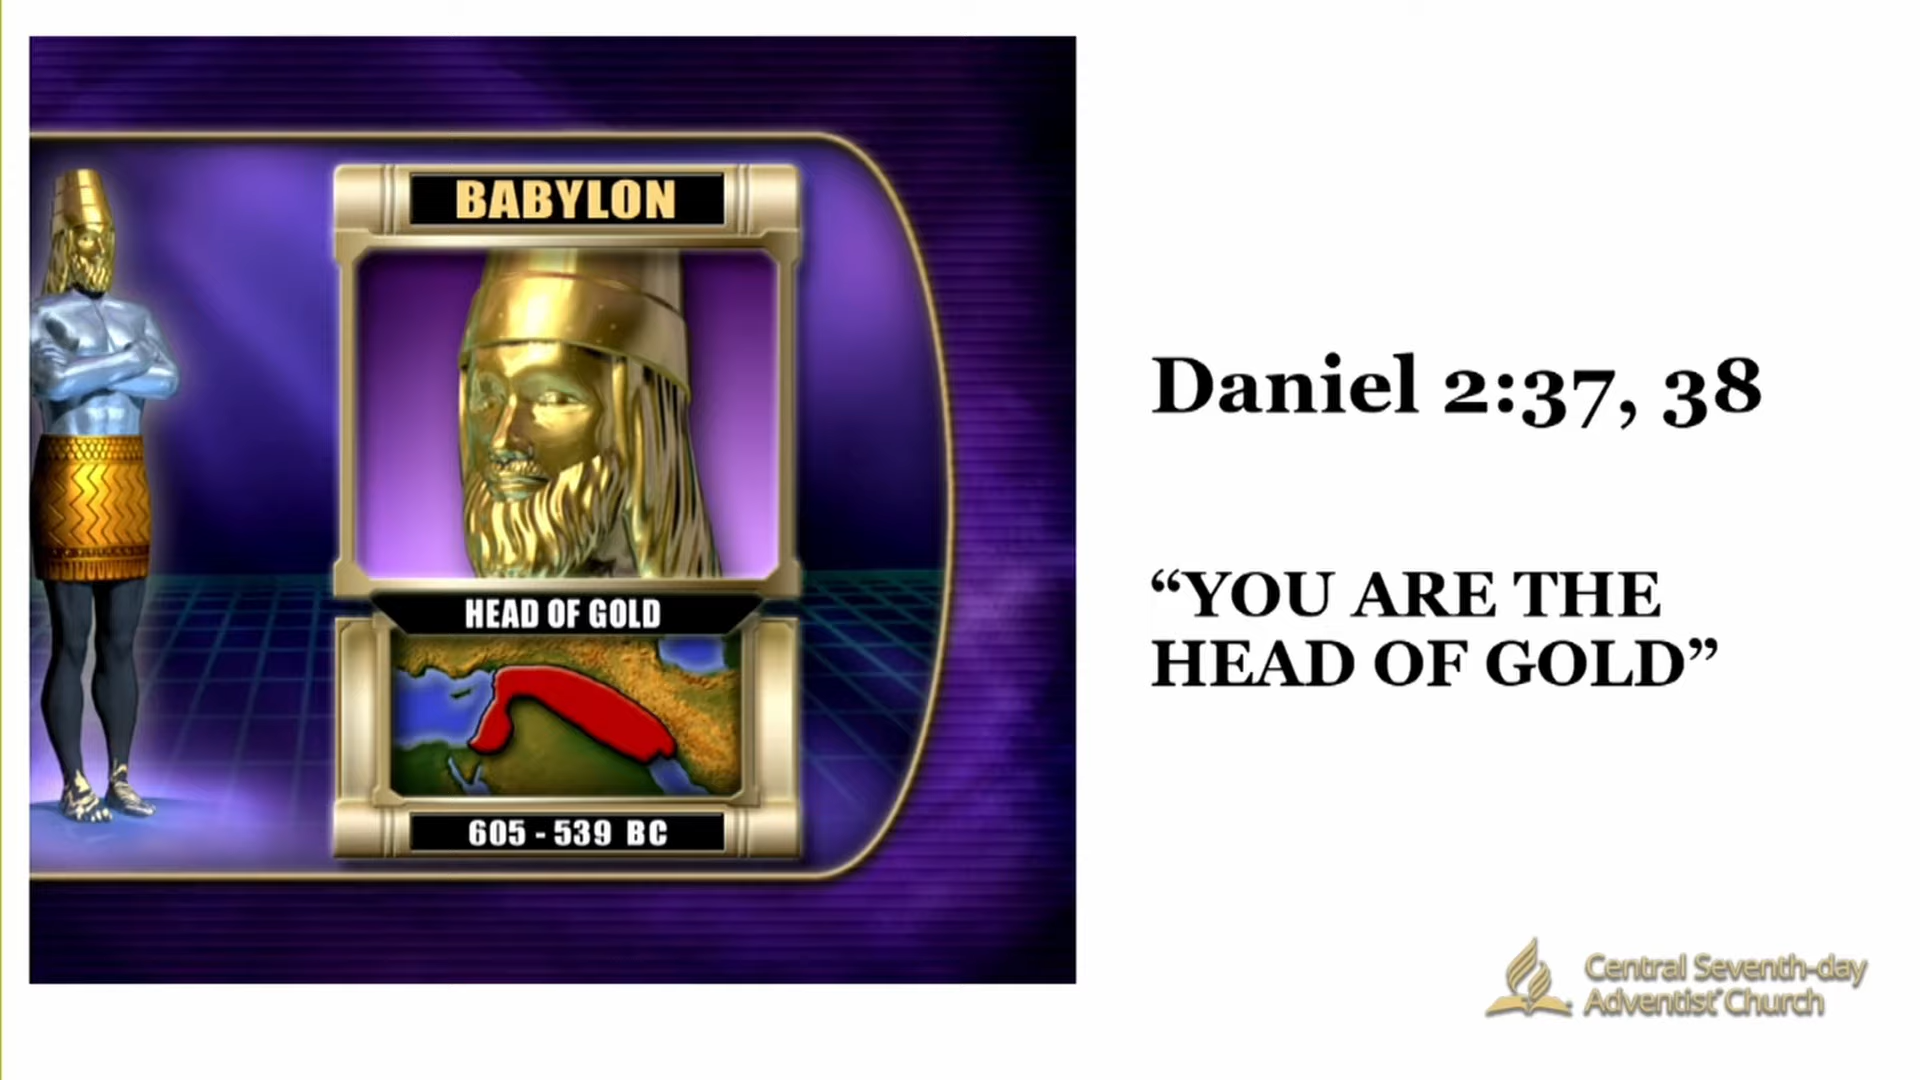 BABYLON
HEAD OF GOLD
605 - 539 BC
Daniel 2:37, 38
“YOU ARE THE
HEAD OF GOLD”
Central Seventh-day
Adventist Church